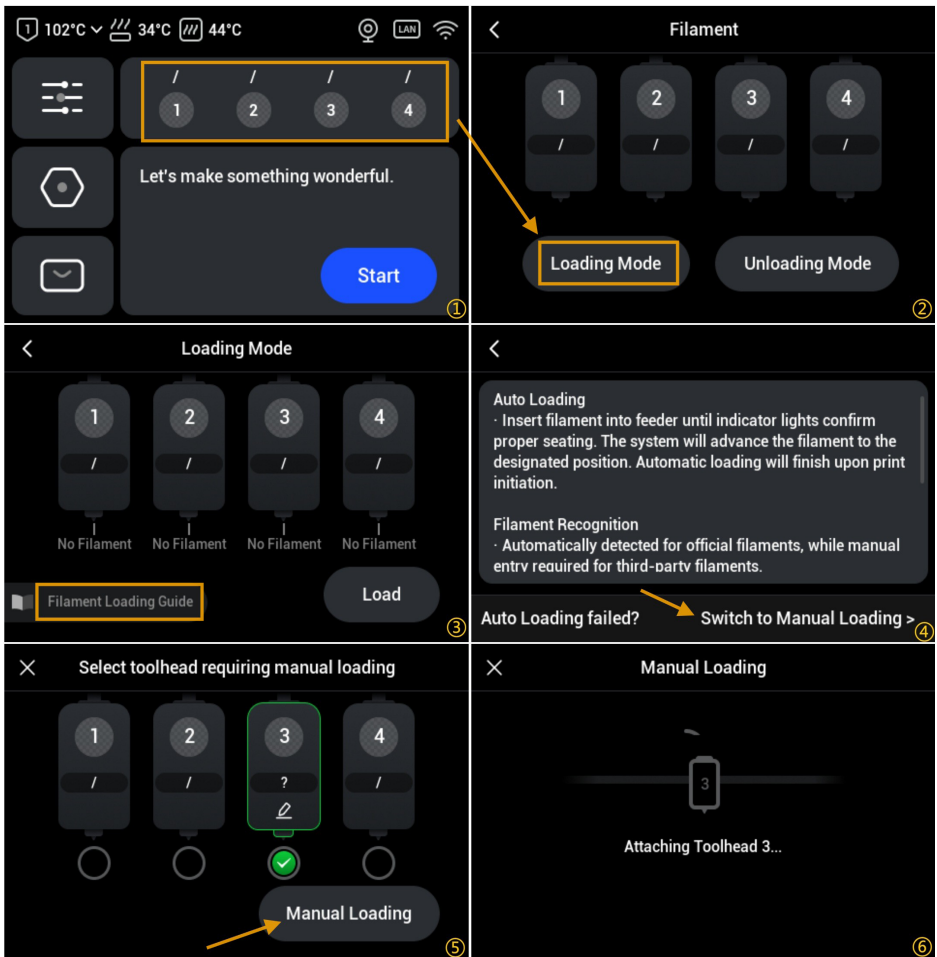 1 102°C 34°C 44°C LAN
/ / / /
1 2 3 4
Let's make something wonderful.
Start
①
Filament
1 2 3 4
/ / / /
Loading Mode Unloading Mode
②
Loading Mode
1 2 3 4
/ / / /
No Filament No Filament No Filament No Filament
Filament Loading Guide
Load
③
Auto Loading
· Insert filament into feeder until indicator lights confirm
proper seating. The system will advance the filament to the
designated position. Automatic loading will finish upon print
initiation.
Filament Recognition
· Automatically detected for official filaments, while manual
entry required for third-party filaments.
Auto Loading failed? Switch to Manual Loading >
④
Select toolhead requiring manual loading
1 2 3 4
/ / ? /
Manual Loading
⑤
Manual Loading
3
Attaching Toolhead 3...
⑥